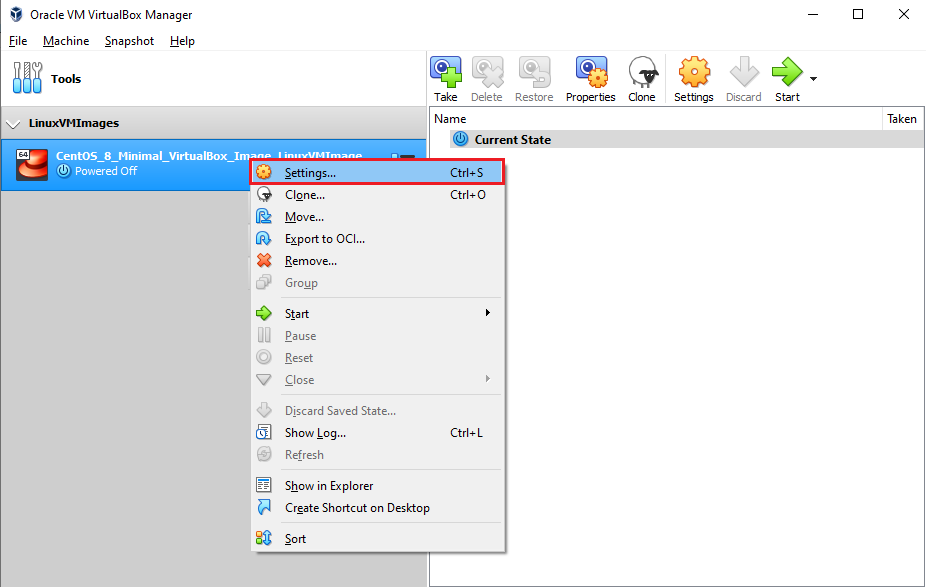 Oracle VM VirtualBox Manager
File Machine Snapshot Help
Tools
Take Delete Restore Properties Clone Settings Discard Start
LinuxVMImages
Name Taken
Current State
64
CentOS_8_Minimal_VirtualBox_Image_LinuxVMImage
Powered Off
Settings... Ctrl+S
Clone... Ctrl+O
Move...
Export to OCI...
Remove...
Group
Start
Pause
Reset
Close
Discard Saved State...
Show Log... Ctrl+L
Refresh
Show in Explorer
Create Shortcut on Desktop
Sort